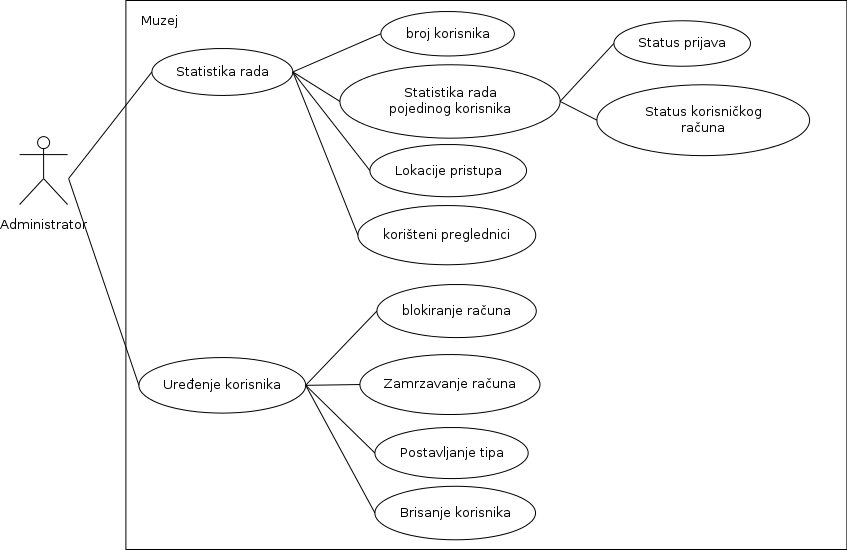 Muzej
Administrator
Statistika rada
broj korisnika
Statistika rada
pojedinog korisnika
Status prijava
Status korisničkog
računa
Lokacije pristupa
korišteni preglednici
Uređenje korisnika
blokiranje računa
Zamrzavanje računa
Postavljanje tipa
Brisanje korisnika